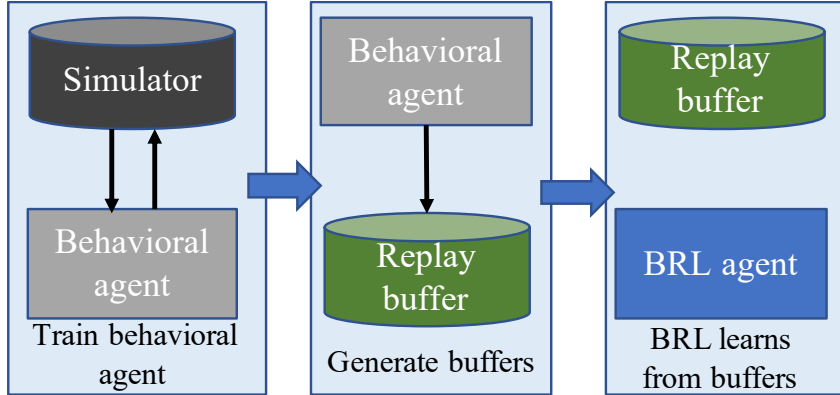 Simulator
Behavioral
agent
Train behavioral
agent
Behavioral
agent
Replay
buffer
Generate buffers
Replay
buffer
BRL agent
BRL learns
from buffers